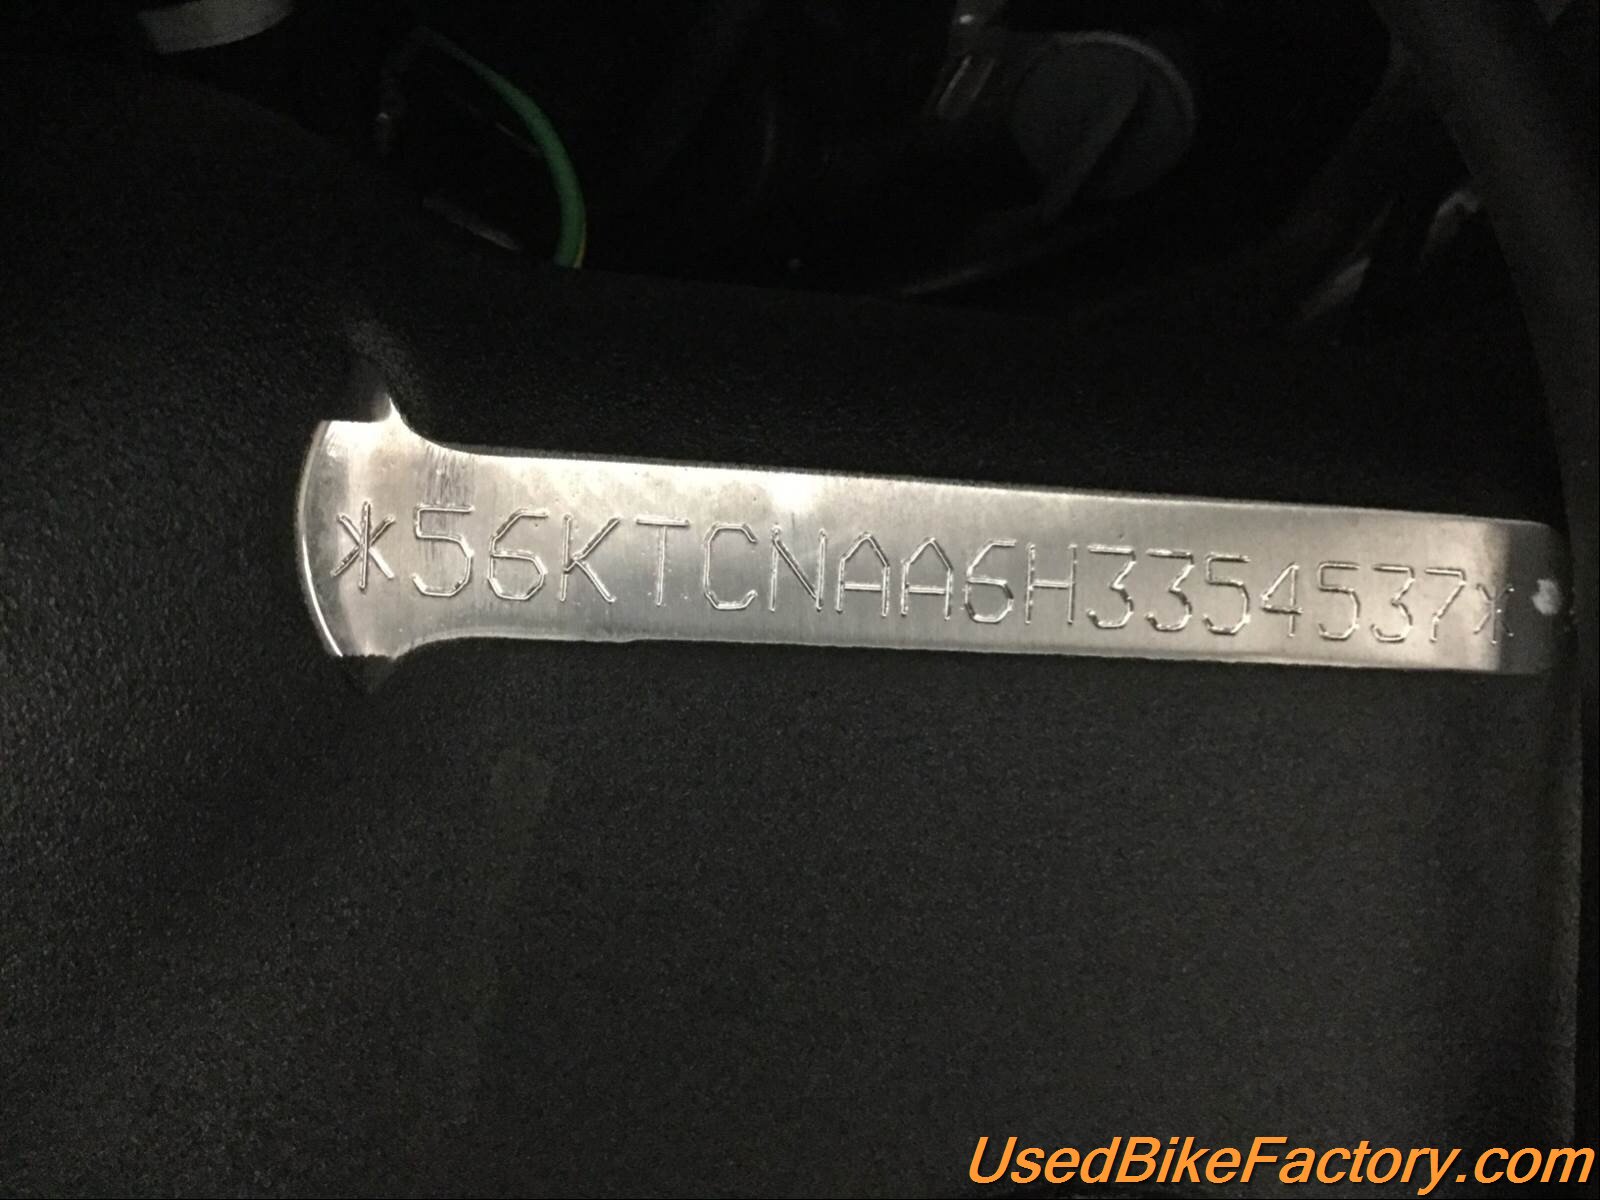 *56KTCNAA6H3354537*
UsedBikeFactory.com